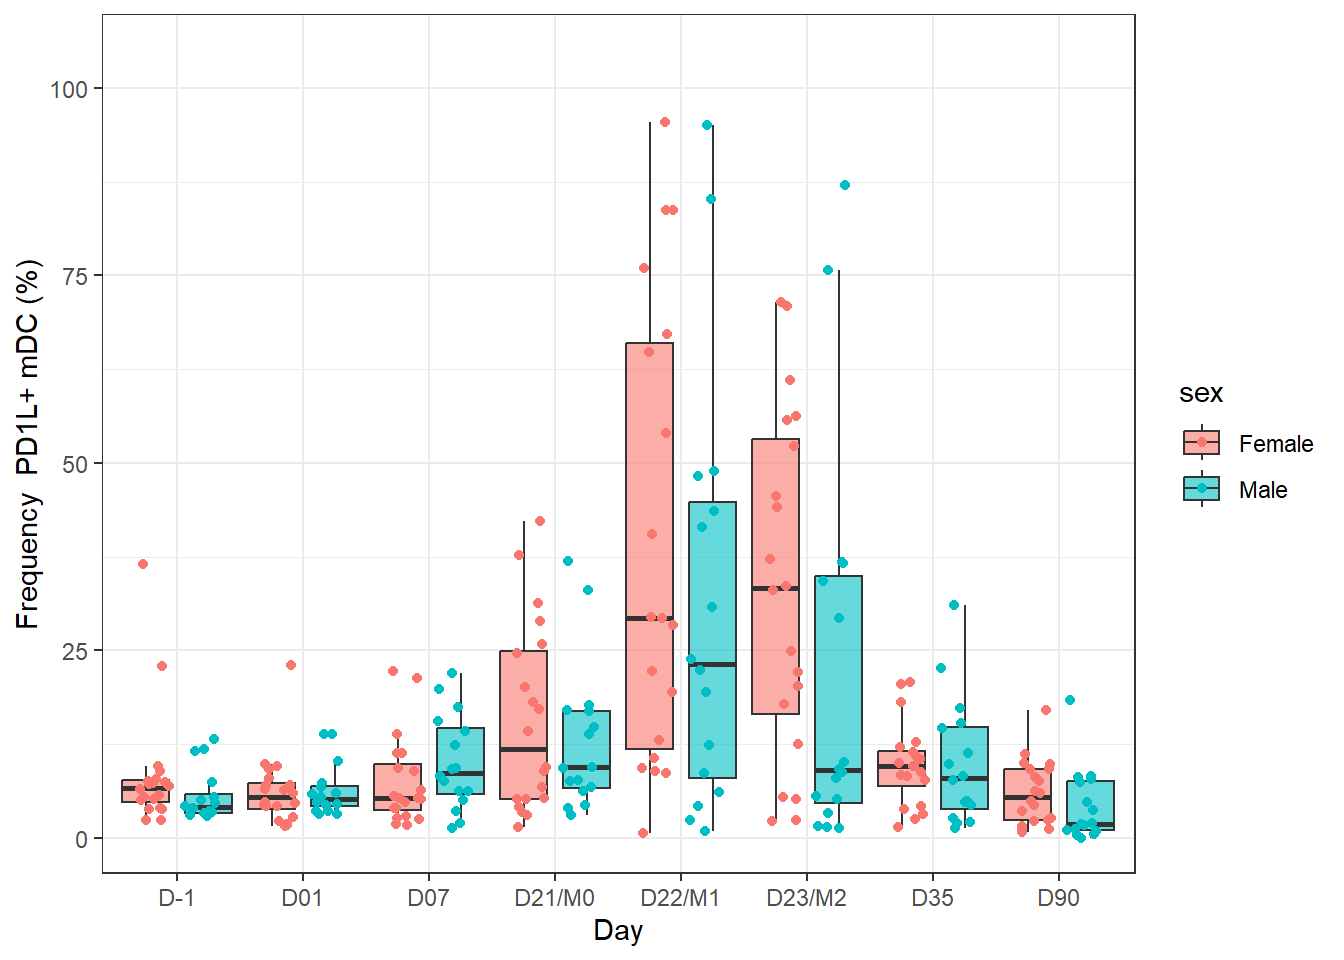 100
75
50
25
0
Frequency  PD1L+ mDC (%)
D-1 D01 D07 D21/M0 D22/M1 D23/M2 D35 D90
Day
sex
Female
Male